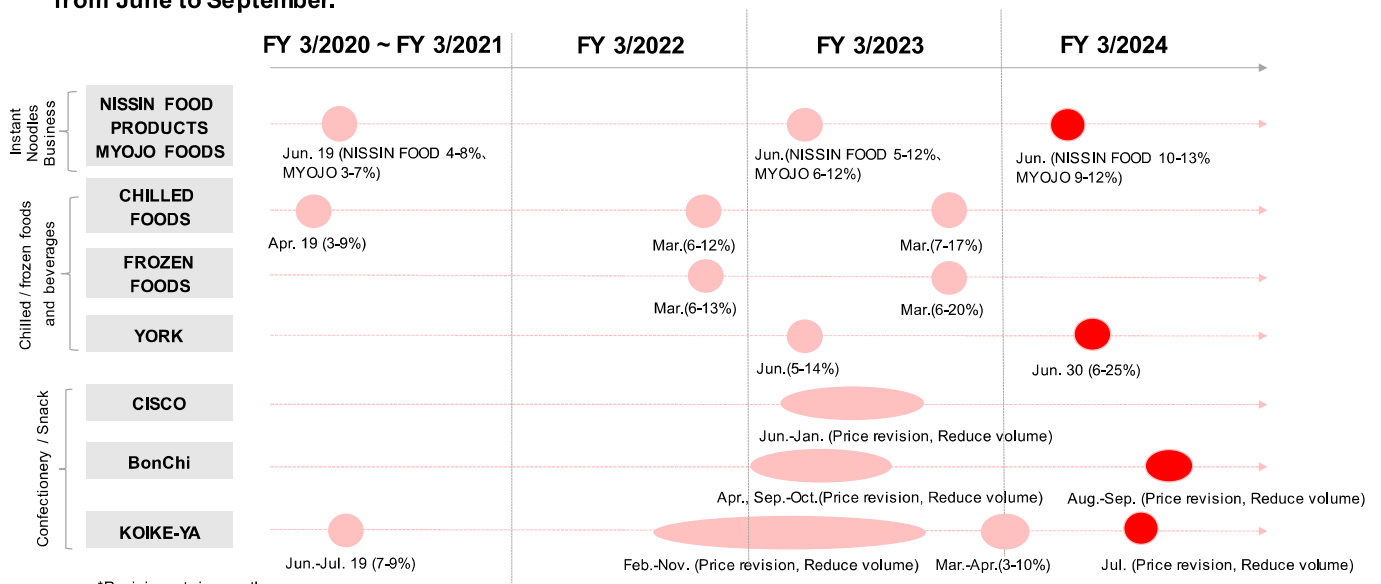 from June to September.
FY 3/2020 ~ FY 3/2021
FY 3/2022
FY 3/2023
FY 3/2024
Instant
Noodles
Business
NISSIN FOOD
PRODUCTS
MYOJO FOODS
Jun. 19 (NISSIN FOOD 4-8%、
MYOJO 3-7%)
Jun.(NISSIN FOOD 5-12%、
MYOJO 6-12%)
Jun. (NISSIN FOOD 10-13%
MYOJO 9-12%)
Chilled / frozen foods
and beverages
CHILLED
FOODS
Apr. 19 (3-9%)
Mar.(6-12%)
Mar.(7-17%)
FROZEN
FOODS
Mar.(6-13%)
Mar.(6-20%)
YORK
Jun.(5-14%)
Jun. 30 (6-25%)
Confectionery / Snack
CISCO
Jun.-Jan. (Price revision, Reduce volume)
BonChi
Apr., Sep.-Oct.(Price revision, Reduce volume)
Aug.-Sep. (Price revision, Reduce volume)
KOIKE-YA
Jun.-Jul. 19 (7-9%)
Feb.-Nov. (Price revision, Reduce volume)
Mar.-Apr.(3-10%)
Jul. (Price revision, Reduce volume)